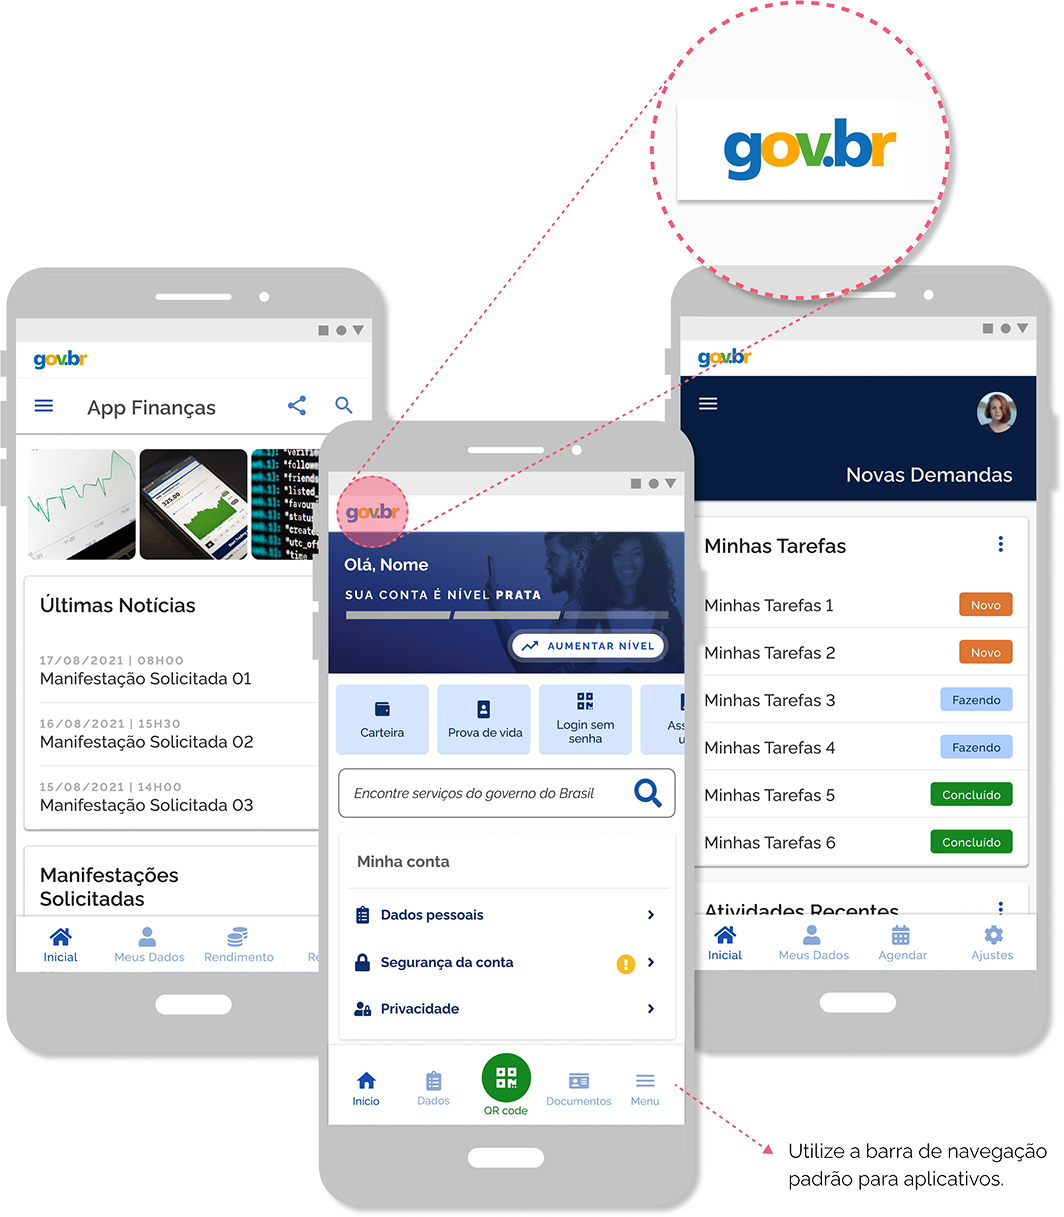 gov.br
gov.br
App Finanças
Últimas Notícias
17/08/2021 | 08H00
Manifestação Solicitada 01
16/08/2021 | 15H30
Manifestação Solicitada 02
15/08/2021 | 14H00
Manifestação Solicitada 03
Manifestações
Solicitadas
Inicial
Meus Dados
Rendimento
Re
gov.br
Olá, Nome
SUA CONTA É NÍVEL PRATA
AUMENTAR NÍVEL
Carteira
Prova de vida
Login sem
senha
Ass
u
Encontre serviços do governo do Brasil
Minha conta
Dados pessoais
Segurança da conta
Privacidade
Início
Dados
QR code
Documentos
Menu
gov.br
Novas Demandas
Minhas Tarefas
Minhas Tarefas 1 Novo
Minhas Tarefas 2 Novo
Minhas Tarefas 3 Fazendo
Minhas Tarefas 4 Fazendo
Minhas Tarefas 5 Concluído
Minhas Tarefas 6 Concluído
Atividades Recentes
Inicial
Meus Dados
Agendar
Ajustes
Utilize a barra de navegação
padrão para aplicativos.